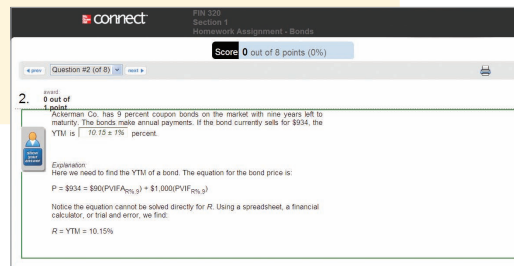 connect
FIN 320
Section 1
Homework Assignment - Bonds
Score 0 out of 8 points (0%)
prev Question #2 (of 8) next
2. award
0 out of
1 point
Ackerman Co. has 9 percent coupon bonds on the market with nine years left to
maturity. The bonds make annual payments. If the bond currently sells for $934, the
YTM is 10.15 ± 1% percent.
show
your
answer
Explanation:
Here we need to find the YTM of a bond. The equation for the bond price is:
P = $934 = $90(PVIFA R%,9) + $1,000(PVIF R%,9)
Notice the equation cannot be solved directly for R. Using a spreadsheet, a financial
calculator, or trial and error, we find:
R = YTM = 10.15%